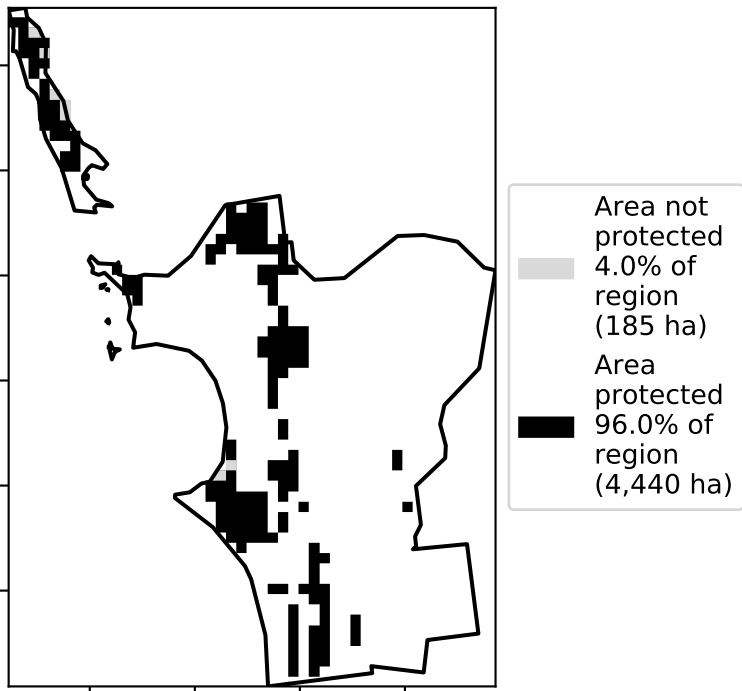 Area not
protected
4.0% of
region
(185 ha)
Area
protected
96.0% of
region
(4,440 ha)